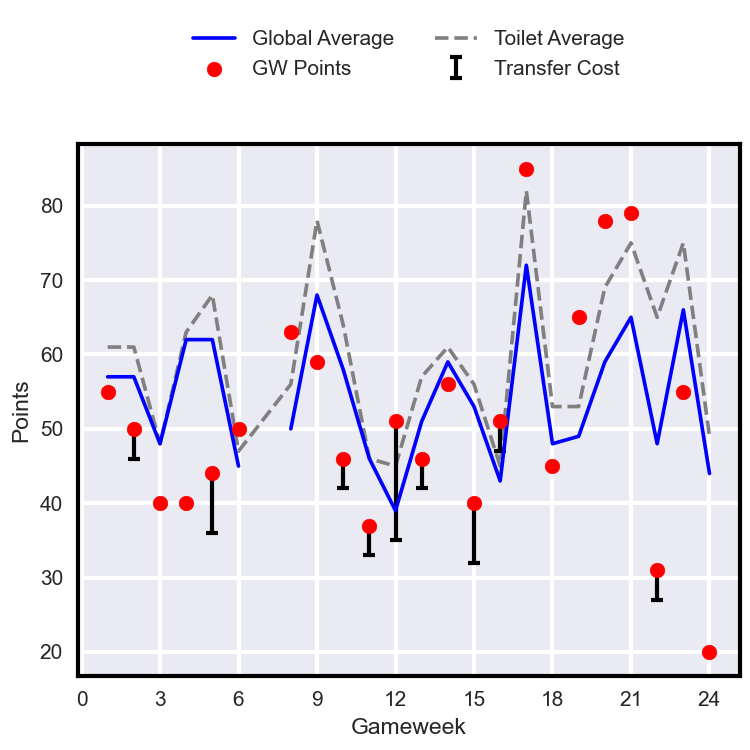 Global Average
Toilet Average
GW Points
Transfer Cost
Points
80
70
60
50
40
30
20
0 3 6 9 12 15 18 21 24
Gameweek